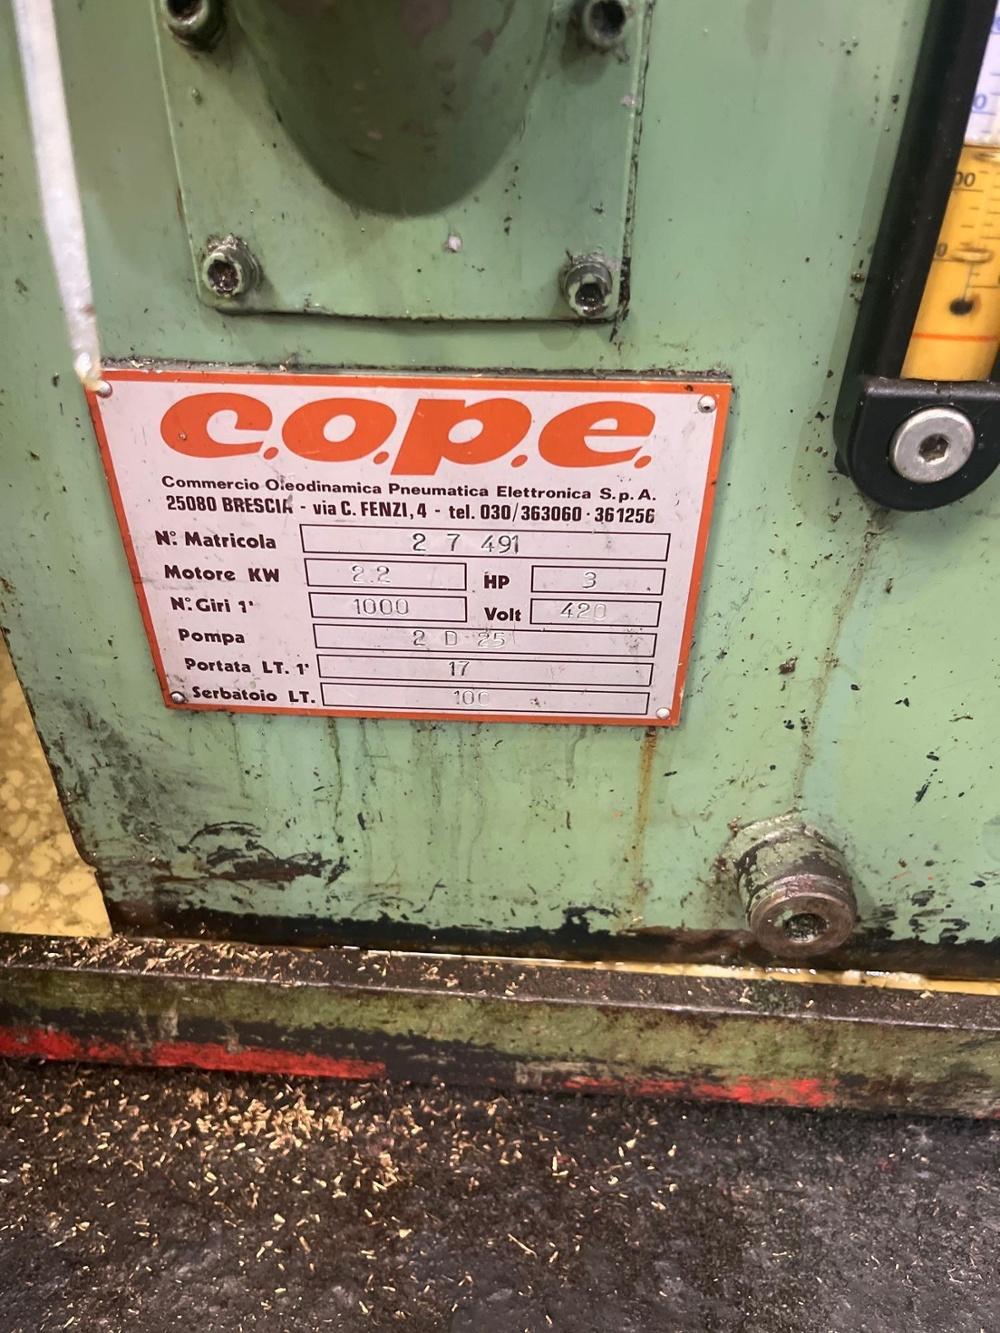 c.o.p.e.
Commercio Oleodinamica Pneumatica Elettronica S.p.A.
25080 BRESCIA - via C. FENZI, 4 - tel. 030/363060 - 361256
N° Matricola 2 7 491
Motore KW 2.2 HP 3
N° Giri 1' 1000 Volt 420
Pompa 2 D 25
Portata LT. 1' 17
Serbatoio LT. 100